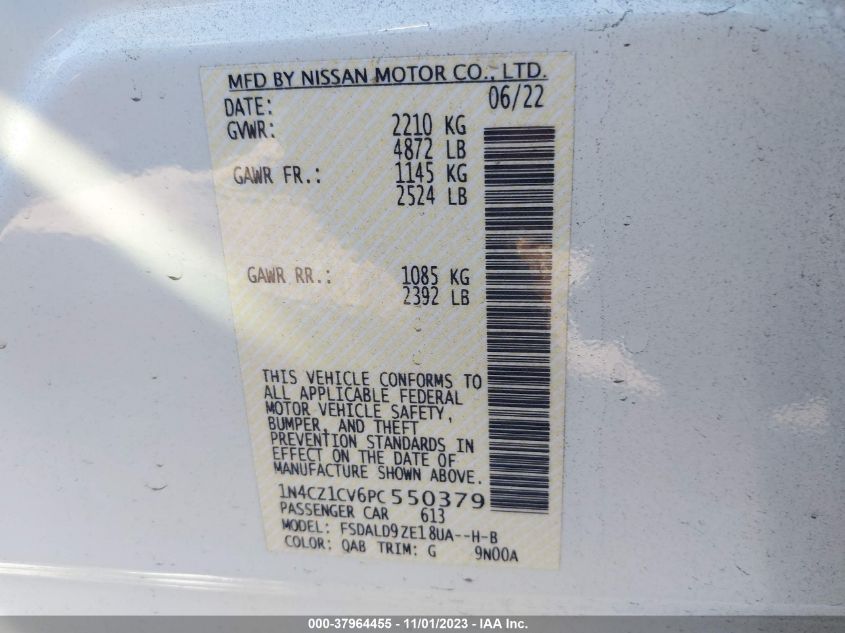 MFD BY NISSAN MOTOR CO., LTD.
DATE: 06/22
GVWR: 2210 KG
4872 LB
GAWR FR.: 1145 KG
2524 LB
GAWR RR.: 1085 KG
2392 LB
THIS VEHICLE CONFORMS TO
ALL APPLICABLE FEDERAL
MOTOR VEHICLE SAFETY,
BUMPER, AND THEFT
PREVENTION STANDARDS IN
EFFECT ON THE DATE OF
MANUFACTURE SHOWN ABOVE.
1N4CZ1CV6PC550379
PASSENGER CAR 613
MODEL: FSDALD9ZE18UA--H-B
COLOR: QAB TRIM: G 9N00A
000-37964455 - 11/01/2023 - IAA Inc.